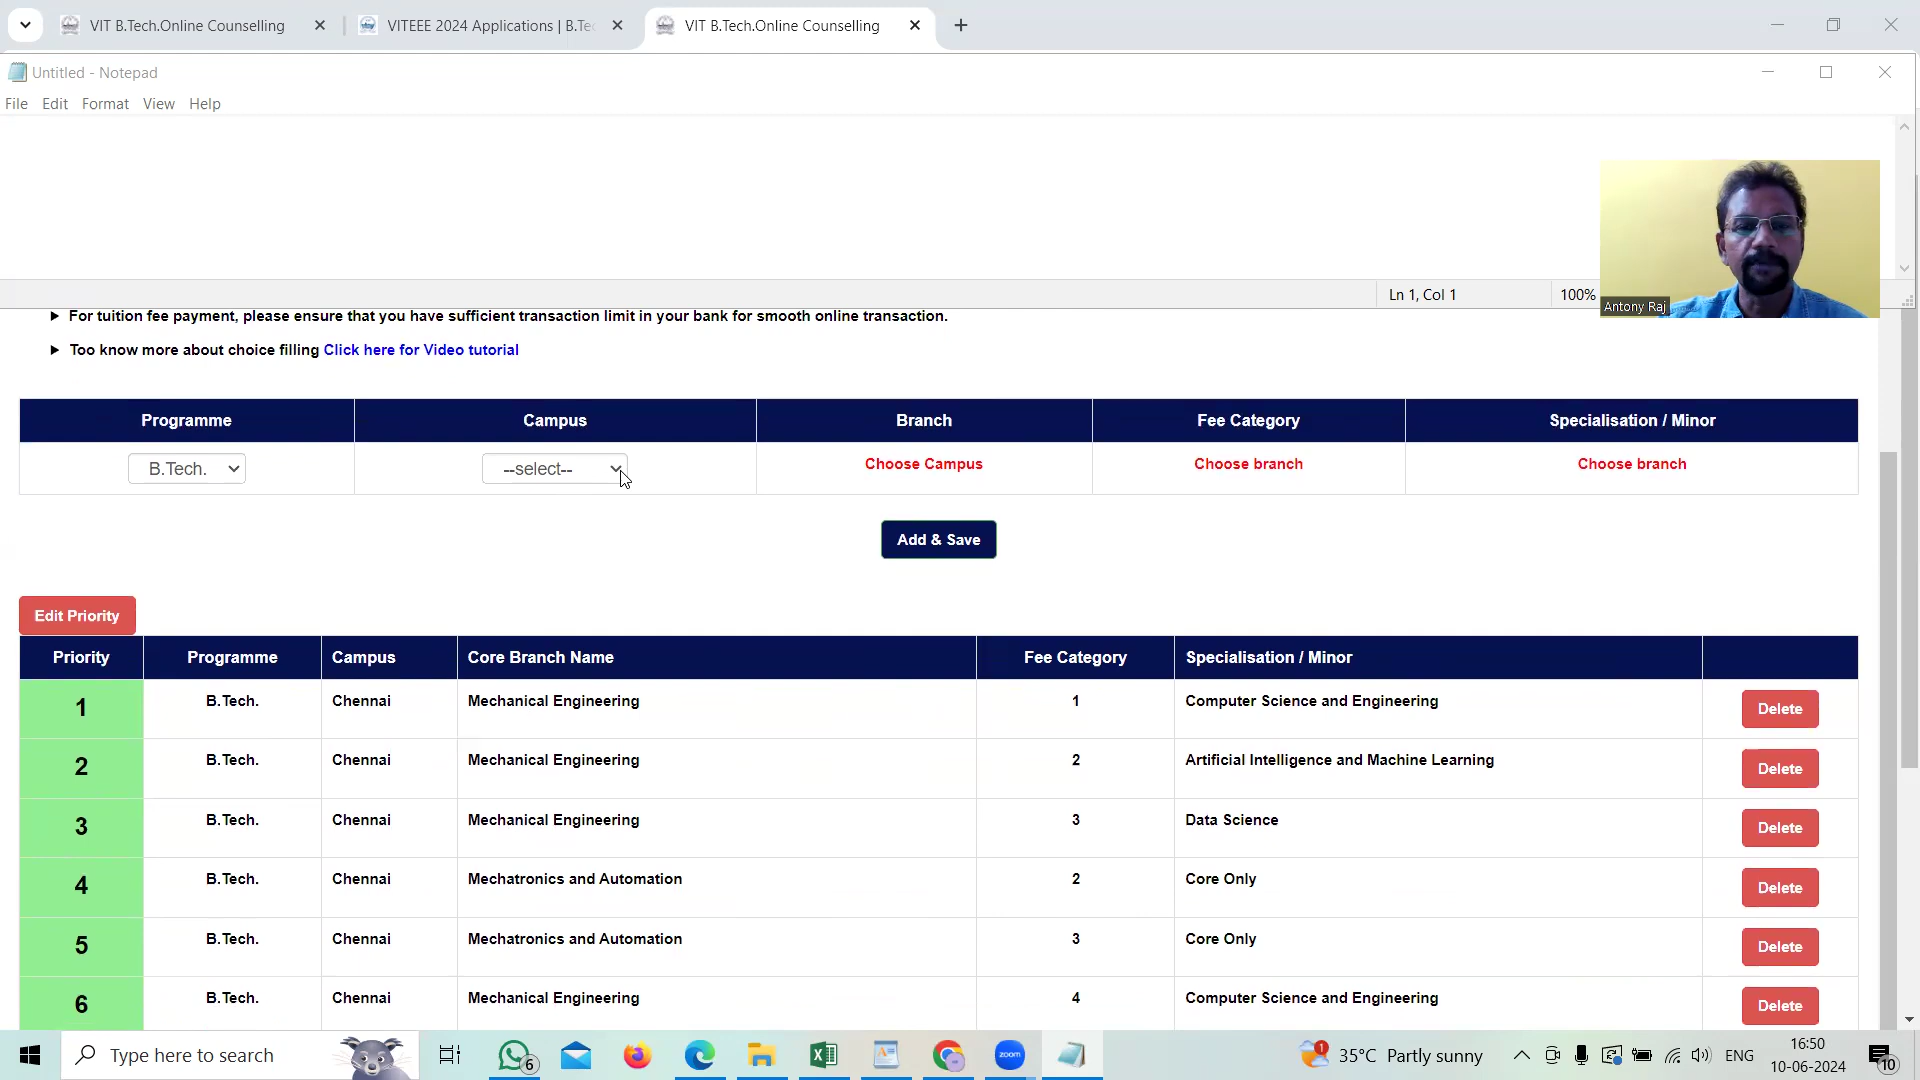 VIT B.Tech.Online Counselling
VITEEE 2024 Applications | B.Tec
VIT B.Tech.Online Counselling
Untitled - Notepad
File Edit Format View Help
Ln 1, Col 1 100%
Antony Raj
For tuition fee payment, please ensure that you have sufficient transaction limit in your bank for smooth online transaction.
Too know more about choice filling Click here for Video tutorial
Programme Campus Branch Fee Category Specialisation / Minor
B.Tech. --select-- Choose Campus Choose branch Choose branch
Add & Save
Edit Priority
Priority Programme Campus Core Branch Name Fee Category Specialisation / Minor
1 B.Tech. Chennai Mechanical Engineering 1 Computer Science and Engineering Delete
2 B.Tech. Chennai Mechanical Engineering 2 Artificial Intelligence and Machine Learning Delete
3 B.Tech. Chennai Mechanical Engineering 3 Data Science Delete
4 B.Tech. Chennai Mechatronics and Automation 2 Core Only Delete
5 B.Tech. Chennai Mechatronics and Automation 3 Core Only Delete
6 B.Tech. Chennai Mechanical Engineering 4 Computer Science and Engineering Delete
Type here to search 6 zoom 1 35°C Partly sunny ENG 16:50
10-06-2024 10